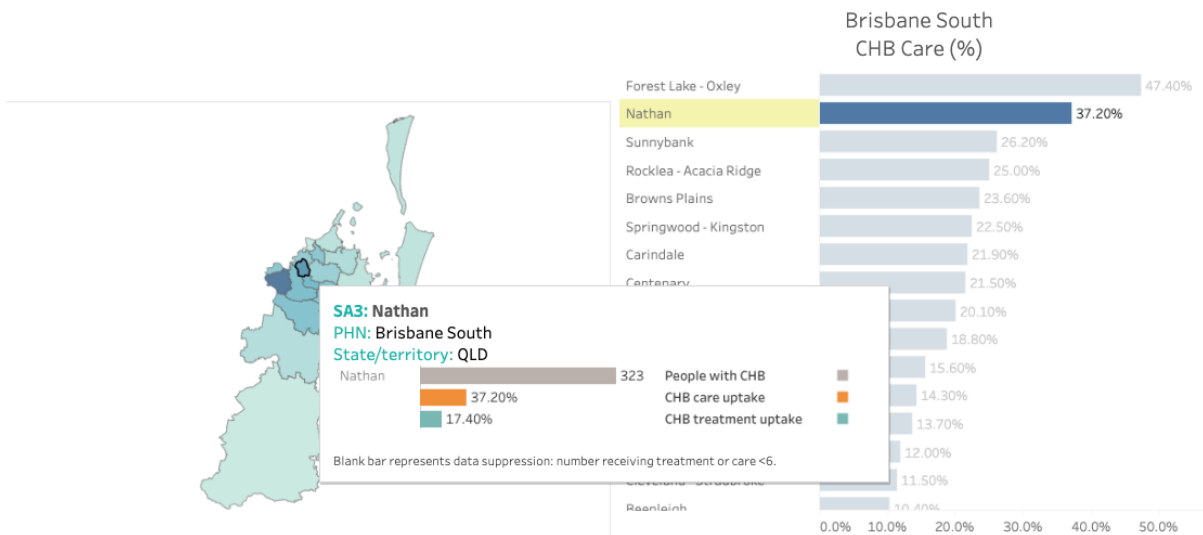 Brisbane South
CHB Care (%)
Forest Lake - Oxley 47.40%
Nathan 37.20%
Sunnybank 26.20%
Rocklea - Acacia Ridge 25.00%
Browns Plains 23.60%
Springwood - Kingston 22.50%
Carindale 21.90%
Centenary 21.50%
20.10%
18.80%
15.60%
14.30%
13.70%
12.00%
Cleveland - Stradbroke 11.50%
Beenleigh 10.40%
0.0% 10.0% 20.0% 30.0% 40.0% 50.0%
SA3: Nathan
PHN: Brisbane South
State/territory: QLD
Nathan 323 People with CHB
37.20% CHB care uptake
17.40% CHB treatment uptake
Blank bar represents data suppression: number receiving treatment or care <6.